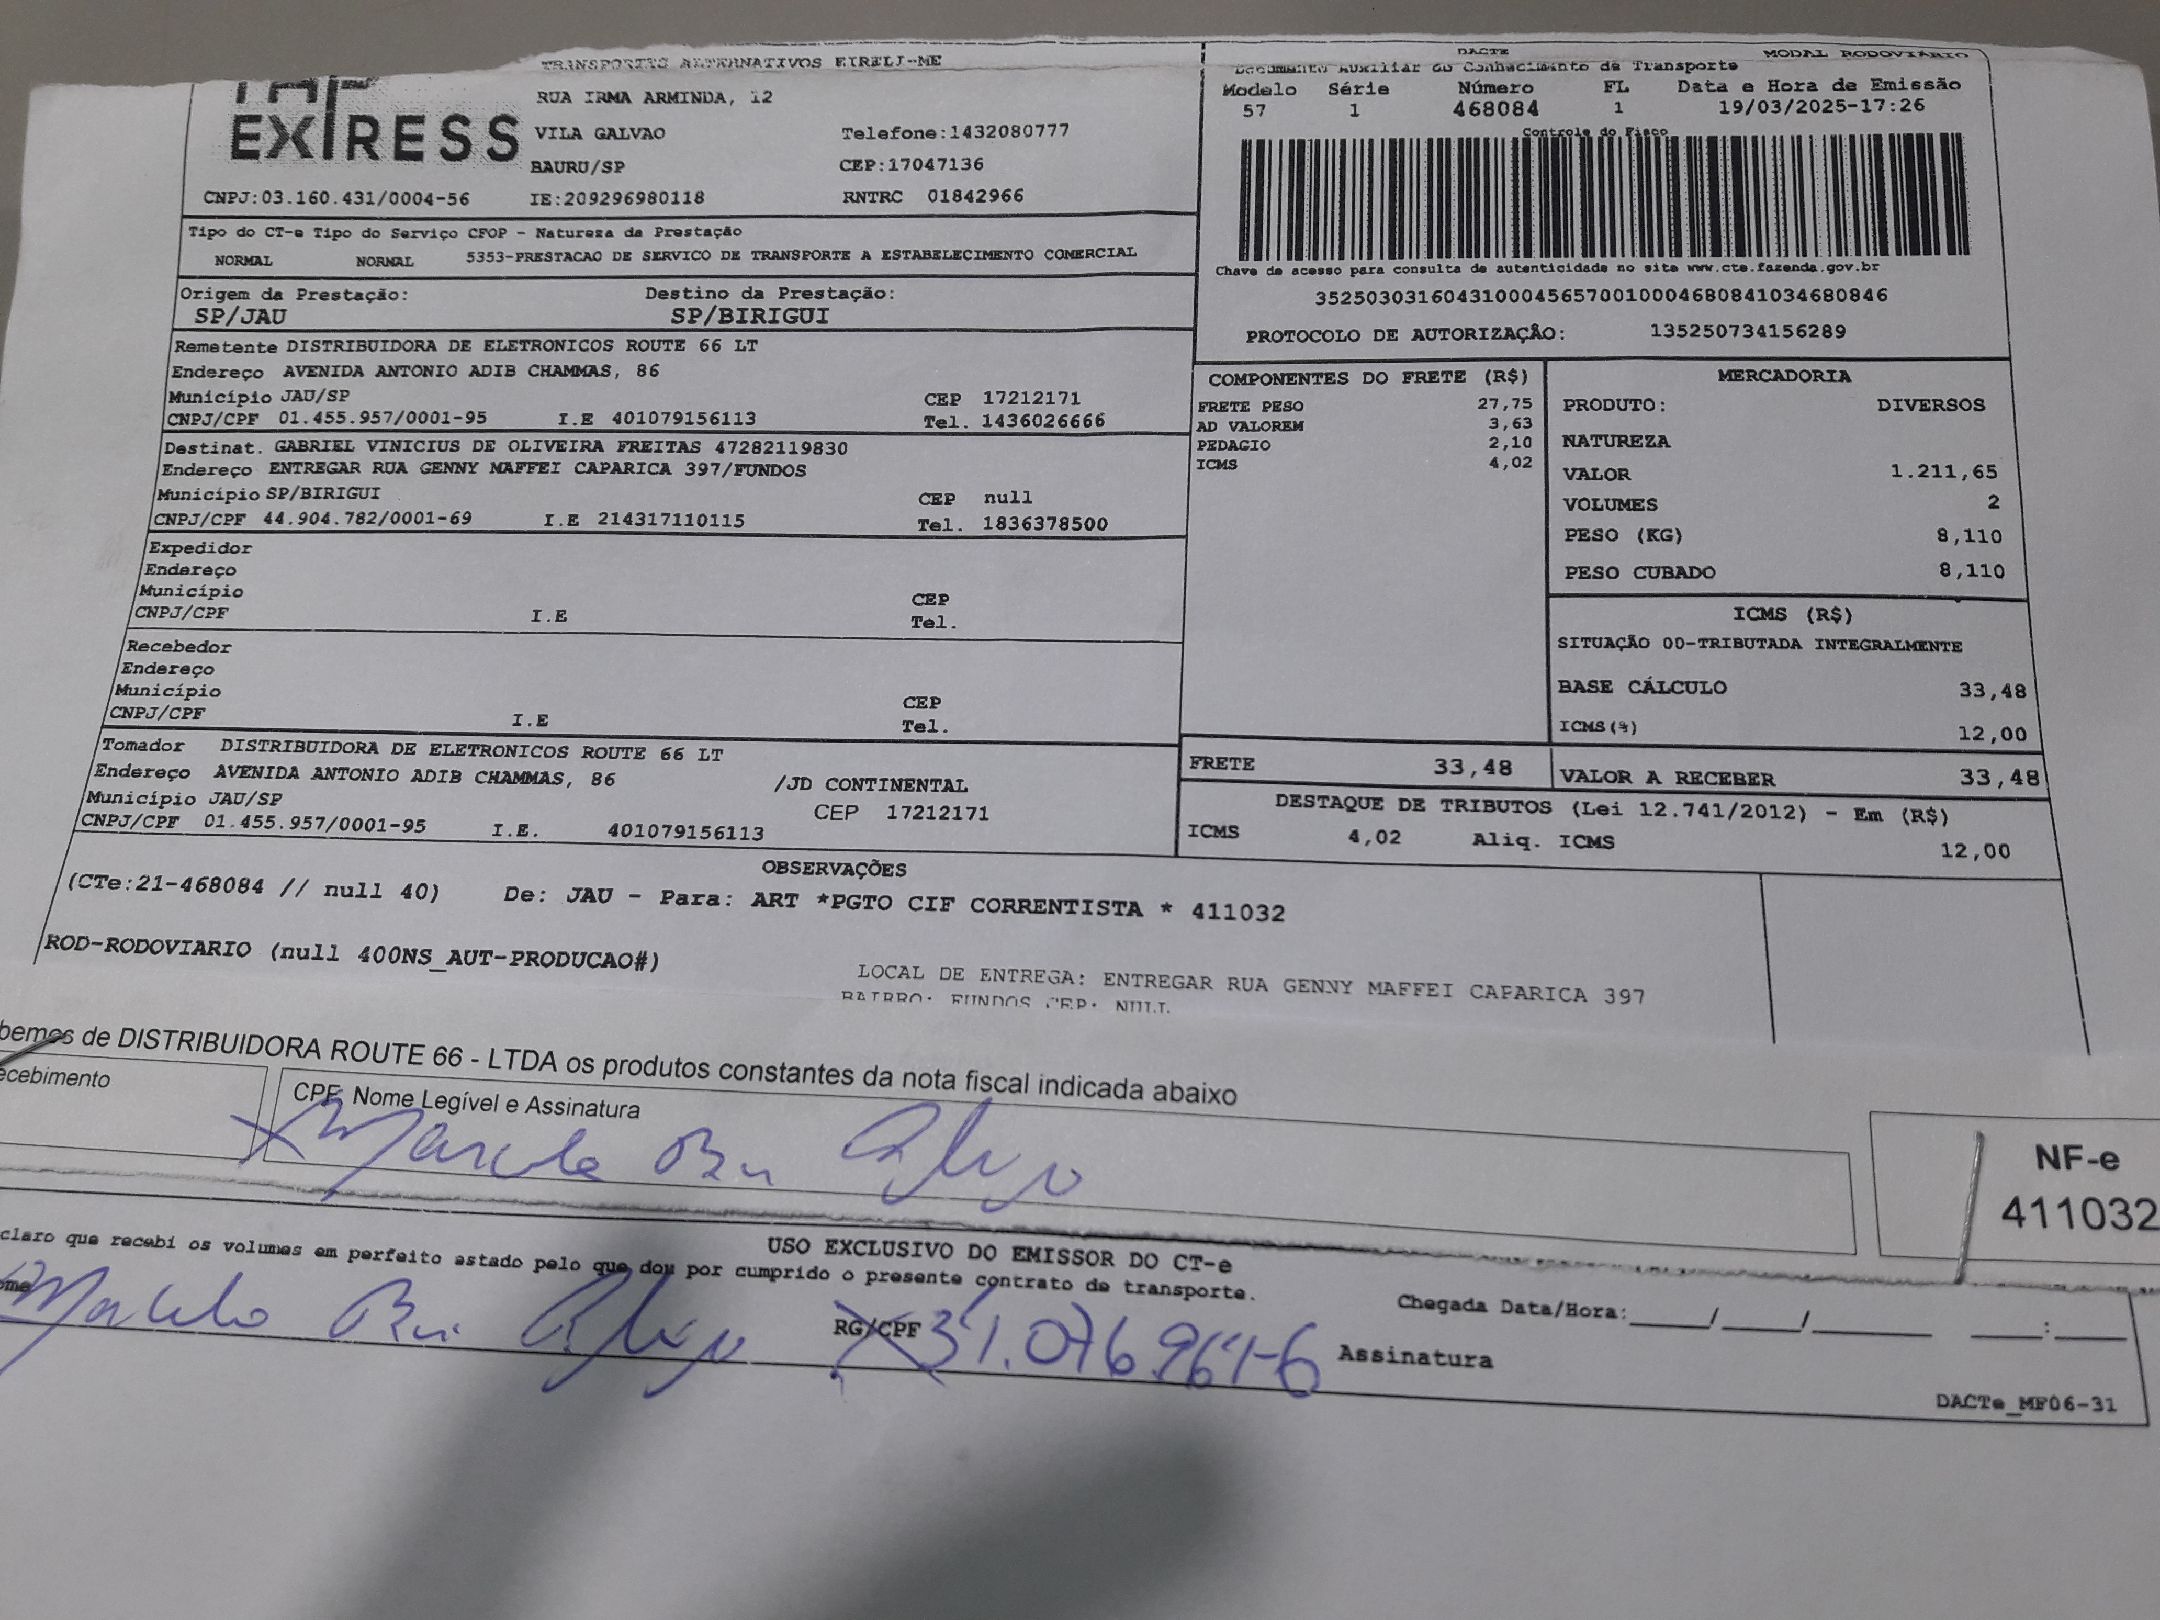 TRANSPORTES ALTERNATIVOS EIRELI-ME
EXPRESS
RUA IRMA ARMINDA, 12
VILA GALVAO Telefone:1432080777
BAURU/SP CEP:17047136
CNPJ:03.160.431/0004-56 IE:209296980118 RNTRC 01842966
DACTE MODAL RODOVIÁRIO
Documento Auxiliar do Conhecimento de Transporte
Modelo Série Número FL Data e Hora de Emissão
57 1 468084 1 19/03/2025-17:26
Controle do Fisco
Chave de acesso para consulta de autenticidade no site www.cte.fazenda.gov.br
35250303160431000456570010004680841034680846
PROTOCOLO DE AUTORIZAÇÃO: 135250734156289
Tipo do CT-e Tipo do Serviço CFOP - Natureza da Prestação
NORMAL NORMAL 5353-PRESTACAO DE SERVICO DE TRANSPORTE A ESTABELECIMENTO COMERCIAL
Origem da Prestação: Destino da Prestação:
SP/JAU SP/BIRIGUI
Remetente DISTRIBUIDORA DE ELETRONICOS ROUTE 66 LT
Endereço AVENIDA ANTONIO ADIB CHAMMAS, 86
Município JAU/SP CEP 17212171
CNPJ/CPF 01.455.957/0001-95 I.E 401079156113 Tel. 1436026666
Destinat. GABRIEL VINICIUS DE OLIVEIRA FREITAS 47282119830
Endereço ENTREGAR RUA GENNY MAFFEI CAPARICA 397/FUNDOS
Município SP/BIRIGUI CEP null
CNPJ/CPF 44.904.782/0001-69 I.E 214317110115 Tel. 1836378500
Expedidor
Endereço
Município CEP
CNPJ/CPF I.E Tel.
Recebedor
Endereço
Município CEP
CNPJ/CPF I.E Tel.
Tomador DISTRIBUIDORA DE ELETRONICOS ROUTE 66 LT
Endereço AVENIDA ANTONIO ADIB CHAMMAS, 86 /JD CONTINENTAL
Município JAU/SP CEP 17212171
CNPJ/CPF 01.455.957/0001-95 I.E. 401079156113
COMPONENTES DO FRETE (R$)
FRETE PESO 27,75
AD VALOREM 3,63
PEDAGIO 2,10
ICMS 4,02
MERCADORIA
PRODUTO: DIVERSOS
NATUREZA
VALOR 1.211,65
VOLUMES 2
PESO (KG) 8,110
PESO CUBADO 8,110
ICMS (R$)
SITUAÇÃO 00-TRIBUTADA INTEGRALMENTE
BASE CÁLCULO 33,48
ICMS(%) 12,00
FRETE 33,48 VALOR A RECEBER 33,48
DESTAQUE DE TRIBUTOS (Lei 12.741/2012) - Em (R$)
ICMS 4,02 Aliq. ICMS 12,00
OBSERVAÇÕES
(CTe:21-468084 // null 40) De: JAU - Para: ART *PGTO CIF CORRENTISTA * 411032
ROD-RODOVIARIO (null 400NS_AUT-PRODUCAO#)
LOCAL DE ENTREGA: ENTREGAR RUA GENNY MAFFEI CAPARICA 397
BAIRRO: FUNDOS CEP: NULL
bemos de DISTRIBUIDORA ROUTE 66 - LTDA os produtos constantes da nota fiscal indicada abaixo
ecebimento CPF, Nome Legível e Assinatura
NF-e
411032
USO EXCLUSIVO DO EMISSOR DO CT-e
claro que recebi os volumes em perfeito estado pelo que dou por cumprido o presente contrato de transporte.
ome Marcelo RG/CPF Chegada Data/Hora:____/____/______ ____:____
Assinatura
DACTe_MF06-31